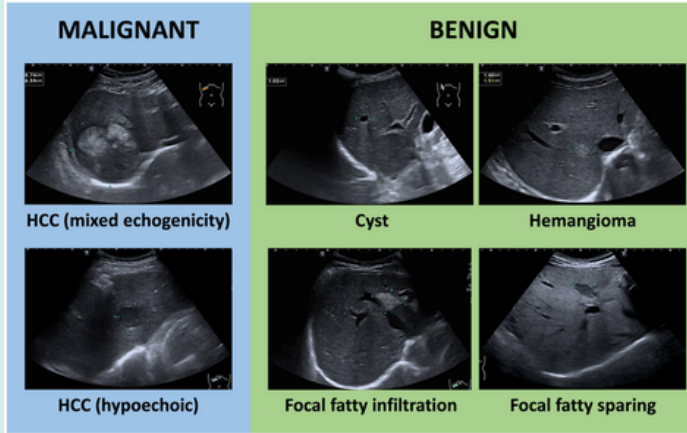 MALIGNANT
BENIGN
HCC (mixed echogenicity)
Cyst
Hemangioma
HCC (hypoechoic)
Focal fatty infiltration
Focal fatty sparing